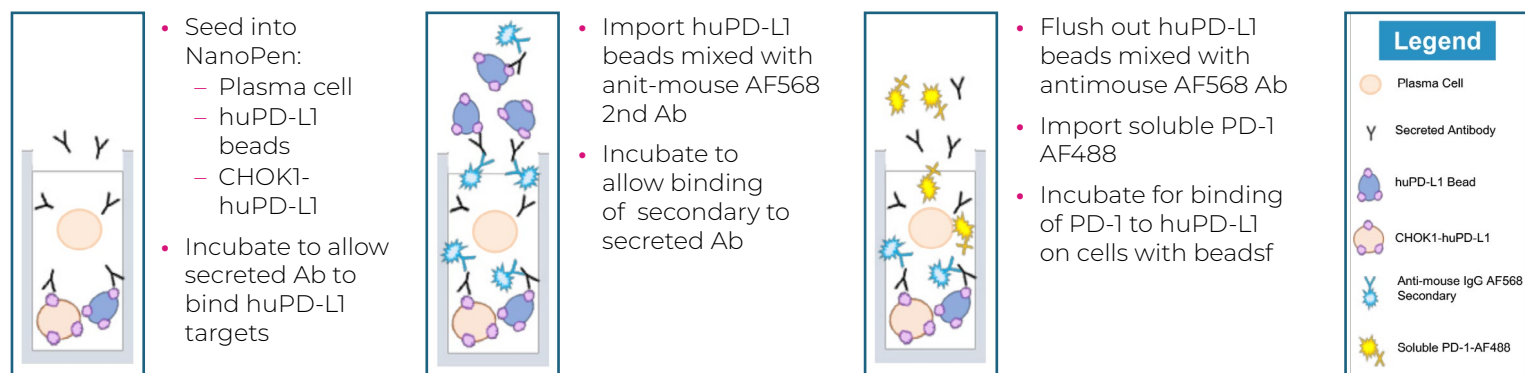 • Seed into
NanoPen:
– Plasma cell
– huPD-L1
beads
– CHOK1-
huPD-L1
• Incubate to allow
secreted Ab to
bind huPD-L1
targets
• Import huPD-L1
beads mixed with
anit-mouse AF568
2nd Ab
• Incubate to
allow binding
of secondary to
secreted Ab
• Flush out huPD-L1
beads mixed with
antimouse AF568 Ab
• Import soluble PD-1
AF488
• Incubate for binding
of PD-1 to huPD-L1
on cells with beadsf
Legend
Plasma Cell
Secreted Antibody
huPD-L1 Bead
CHOK1-huPD-L1
Anti-mouse IgG AF568
Secondary
Soluble PD-1-AF488